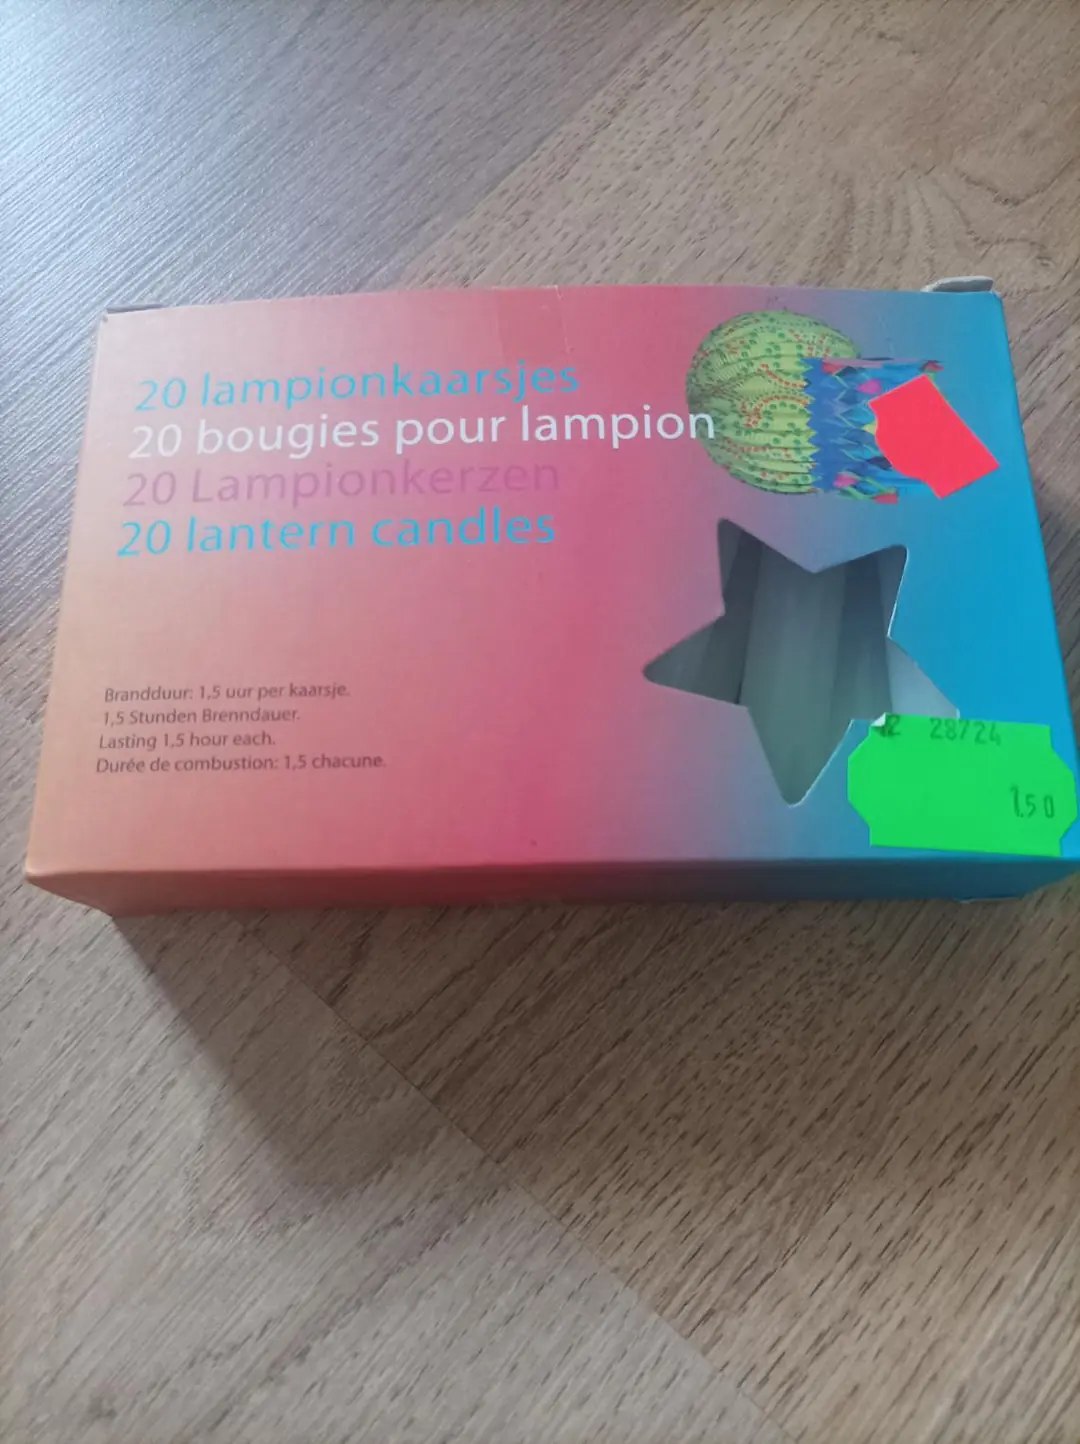 20 lampionkaarsjes
20 bougies pour lampion
20 Lampionkerzen
20 lantern candles
Brandduur: 1,5 uur per kaarsje.
1,5 Stunden Brenndauer.
Lasting 1,5 hour each.
Durée de combustion: 1,5 chacune.
28/24
1.50